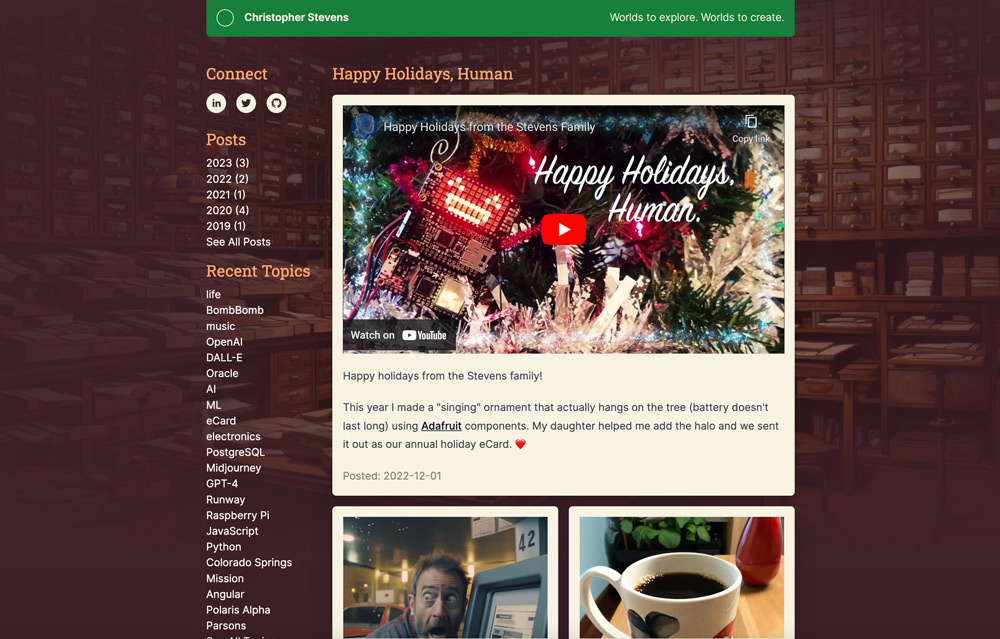 Christopher Stevens
Worlds to explore. Worlds to create.
Connect
in
Posts
2023 (3)
2022 (2)
2021 (1)
2020 (4)
2019 (1)
See All Posts
Recent Topics
life
BombBomb
music
OpenAI
DALL-E
Oracle
AI
ML
eCard
electronics
PostgreSQL
Midjourney
GPT-4
Runway
Raspberry Pi
JavaScript
Python
Colorado Springs
Mission
Angular
Polaris Alpha
Parsons
Happy Holidays, Human
Happy Holidays from the Stevens Family
Copy link
Happy Holidays,
Human.
Watch on YouTube
Happy holidays from the Stevens family!
This year I made a "singing" ornament that actually hangs on the tree (battery doesn't
last long) using Adafruit components. My daughter helped me add the halo and we sent
it out as our annual holiday eCard. ❤️
Posted: 2022-12-01
42